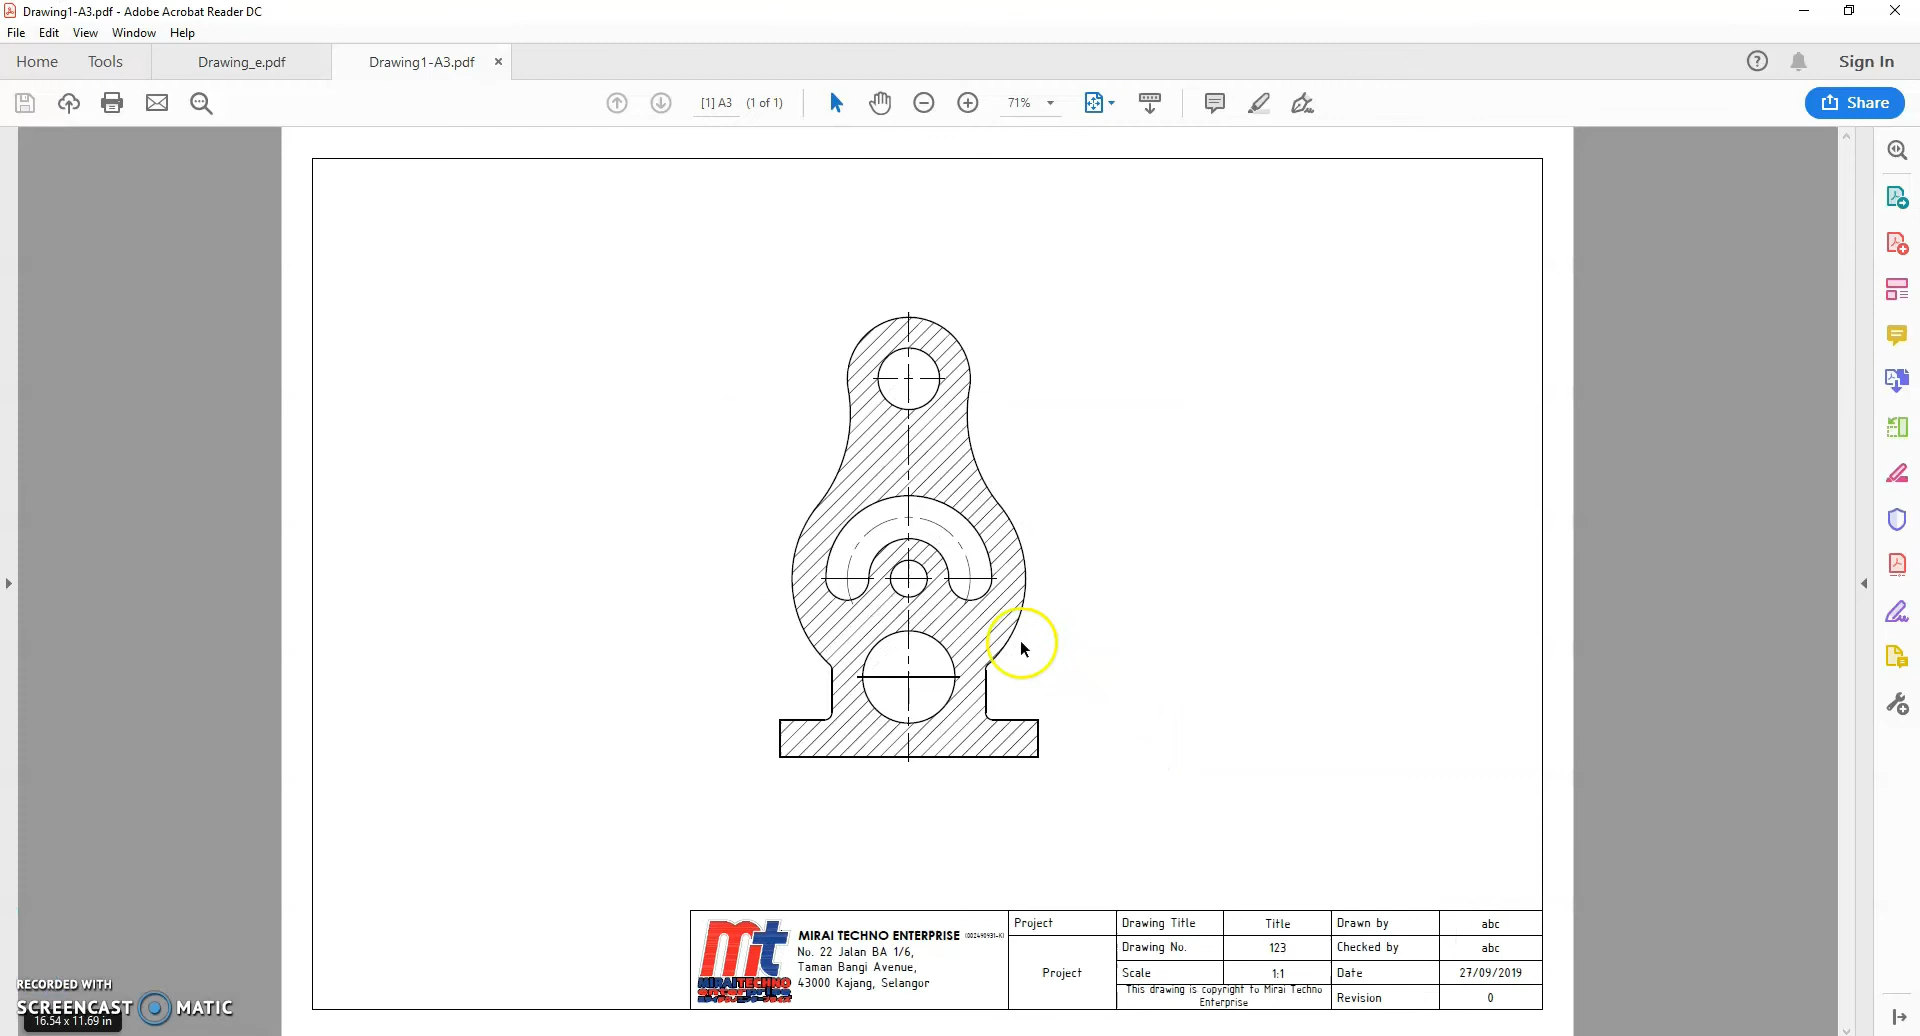 Drawing1-A3.pdf - Adobe Acrobat Reader DC
File Edit View Window Help
Home Tools Drawing_e.pdf Drawing1-A3.pdf × Sign In
[1] A3 (1 of 1) 71% Share
Project Drawing Title Title Drawn by abc
MIRAI TECHNO ENTERPRISE (002490931-K)
No. 22 Jalan BA 1/6,
Taman Bangi Avenue,
43000 Kajang, Selangor
mt
MIRAITECHNO
Drawing No. 123 Checked by abc
Project Scale 1:1 Date 27/09/2019
This drawing is copyright to Mirai Techno
Enterprise
Revision 0
RECORDED WITH
SCREENCAST MATIC
16.54 x 11.69 in